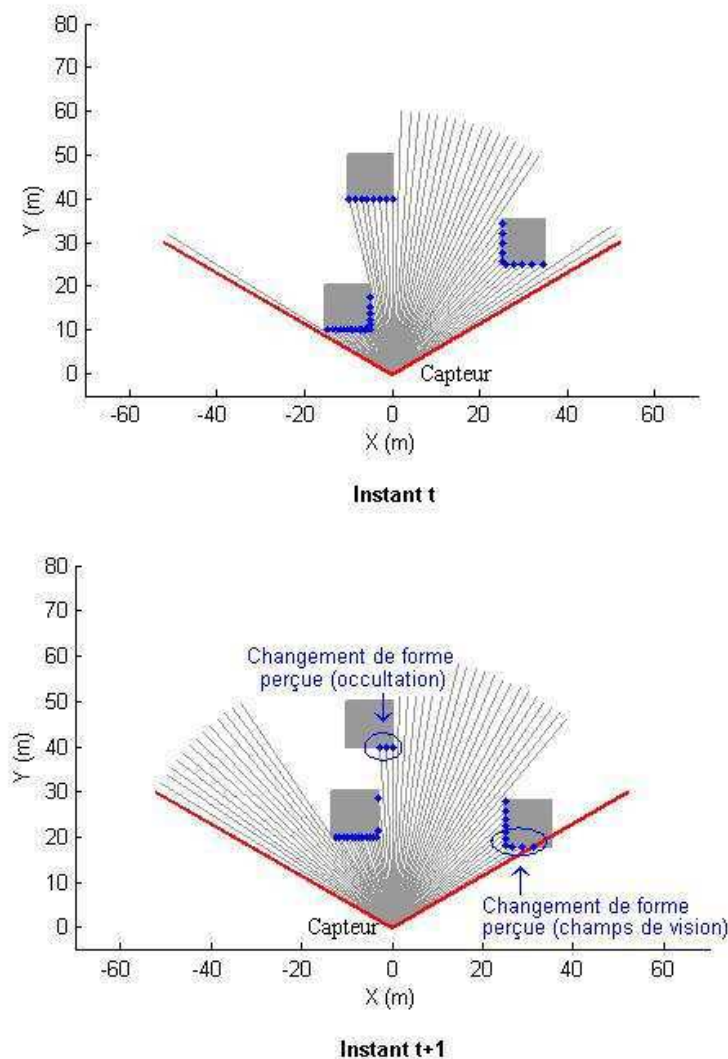 80
70
60
50
40
30
20
10
0
Y (m)
Capteur
-60 -40 -20 0 20 40 60
X (m)
Instant t
80
70
60
50
40
30
20
10
0
Y (m)
Changement de forme
perçue (occultation)
Changement de forme
perçue (champs de vision)
Capteur
-60 -40 -20 0 20 40 60
X (m)
Instant t+1